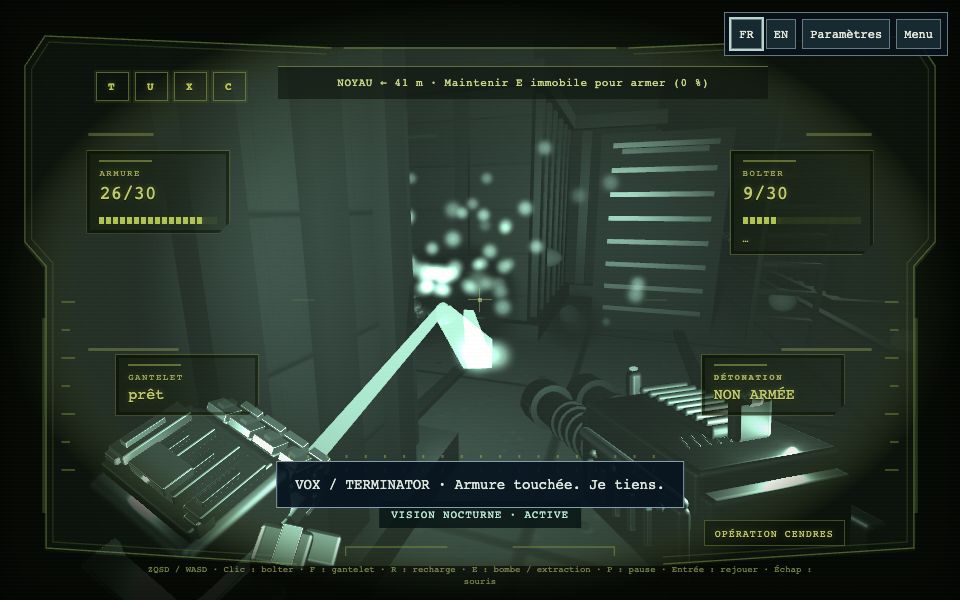 FR EN Paramètres Menu
T U X C
NOYAU ← 41 m · Maintenir E immobile pour armer (0 %)
ARMURE
26/30
BOLTER
9/30
…
GANTELET
prêt
DÉTONATION
NON ARMÉE
VOX / TERMINATOR · Armure touchée. Je tiens.
VISION NOCTURNE · ACTIVE
OPÉRATION CENDRES
ZQSD / WASD · Clic : bolter · F : gantelet · R : recharge · E : bombe / extraction · P : pause · Entrée : rejouer · Échap :
souris